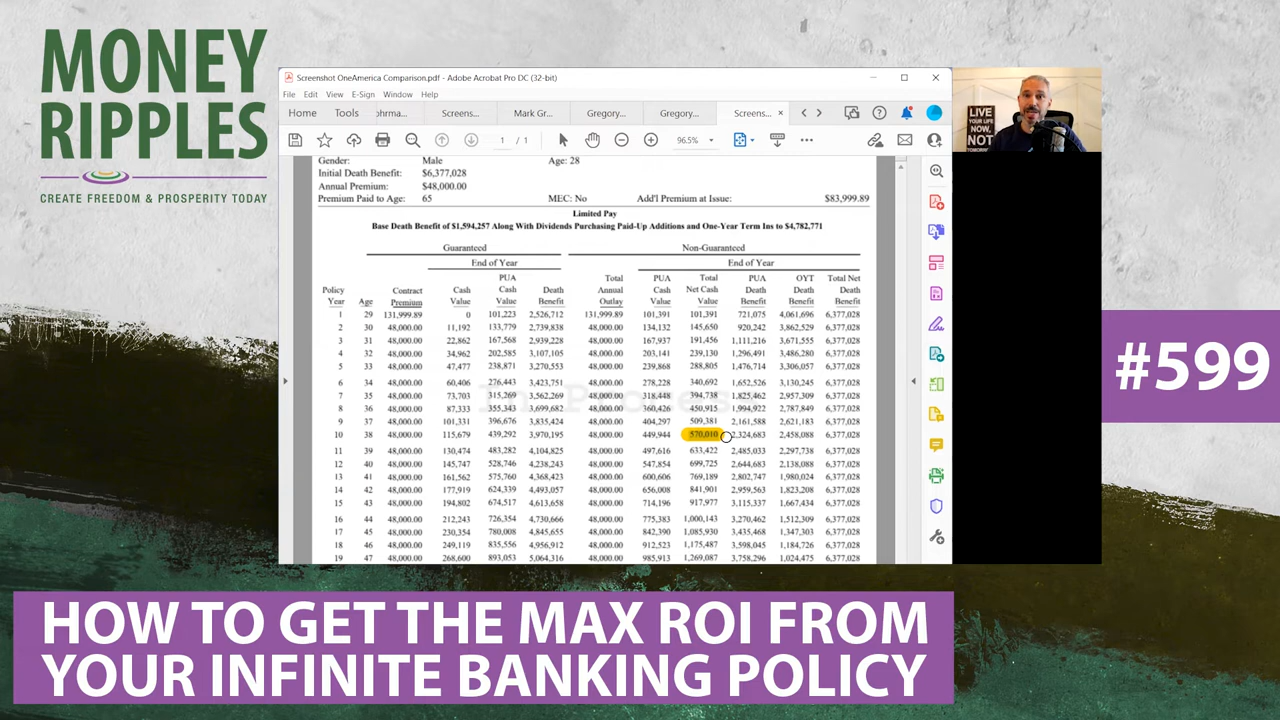 MONEY
RIPPLES
CREATE FREEDOM & PROSPERITY TODAY
Screenshot OneAmerica Comparison.pdf - Adobe Acrobat Pro DC (32-bit)
File Edit View E-Sign Window Help
Home Tools ohrma... Screens... Mark Gr... Gregory... Gregory... Screens... ×
1 / 1 96.5%
Gender: Male Age: 28
Initial Death Benefit: $6,377,028
Annual Premium: $48,000.00
Premium Paid to Age: 65 MEC: No Add'l Premium at Issue: $83,999.89
Limited Pay
Base Death Benefit of $1,594,257 Along With Dividends Purchasing Paid-Up Additions and One-Year Term Ins to $4,782,771
Guaranteed Non-Guaranteed
End of Year End of Year
PUA Total PUA Total PUA OYT Total Net
Policy Contract Cash Cash Death Annual Cash Net Cash Death Death Death
Year Age Premium Value Value Benefit Outlay Value Value Benefit Benefit Benefit
1 29 131,999.89 0 101,223 2,526,712 131,999.89 101,391 101,391 721,075 4,061,696 6,377,028
2 30 48,000.00 11,192 133,779 2,739,838 48,000.00 134,132 145,650 920,242 3,862,529 6,377,028
3 31 48,000.00 22,862 167,568 2,939,228 48,000.00 167,937 191,456 1,111,216 3,671,555 6,377,028
4 32 48,000.00 34,962 202,585 3,107,105 48,000.00 203,141 239,130 1,296,491 3,486,280 6,377,028
5 33 48,000.00 47,477 238,871 3,270,553 48,000.00 239,868 288,805 1,476,714 3,306,057 6,377,028
6 34 48,000.00 60,406 276,443 3,423,751 48,000.00 278,228 340,692 1,652,526 3,130,245 6,377,028
7 35 48,000.00 73,703 315,269 3,562,269 48,000.00 318,448 394,738 1,825,462 2,957,309 6,377,028
8 36 48,000.00 87,333 355,343 3,699,682 48,000.00 360,426 450,915 1,994,922 2,787,849 6,377,028
9 37 48,000.00 101,331 396,676 3,835,424 48,000.00 404,297 509,381 2,161,588 2,621,183 6,377,028
10 38 48,000.00 115,679 439,292 3,970,195 48,000.00 449,944 570,010 2,324,683 2,458,088 6,377,028
11 39 48,000.00 130,474 483,282 4,104,825 48,000.00 497,616 633,422 2,485,033 2,297,738 6,377,028
12 40 48,000.00 145,747 528,746 4,238,243 48,000.00 547,854 699,725 2,644,683 2,138,088 6,377,028
13 41 48,000.00 161,562 575,760 4,368,423 48,000.00 600,606 769,189 2,802,747 1,980,024 6,377,028
14 42 48,000.00 177,919 624,339 4,493,057 48,000.00 656,008 841,901 2,959,563 1,823,208 6,377,028
15 43 48,000.00 194,802 674,517 4,613,658 48,000.00 714,196 917,977 3,115,337 1,667,434 6,377,028
16 44 48,000.00 212,243 726,354 4,730,666 48,000.00 775,383 1,000,143 3,270,462 1,512,309 6,377,028
17 45 48,000.00 230,354 780,008 4,845,655 48,000.00 842,390 1,085,930 3,435,468 1,347,303 6,377,028
18 46 48,000.00 249,119 835,556 4,956,912 48,000.00 912,523 1,175,487 3,598,045 1,184,726 6,377,028
19 47 48,000.00 268,600 893,053 5,064,316 48,000.00 985,913 1,269,087 3,758,296 1,024,475 6,377,028
LIVE
YOUR LIFE
NOW,
NOT
#599
HOW TO GET THE MAX ROI FROM
YOUR INFINITE BANKING POLICY